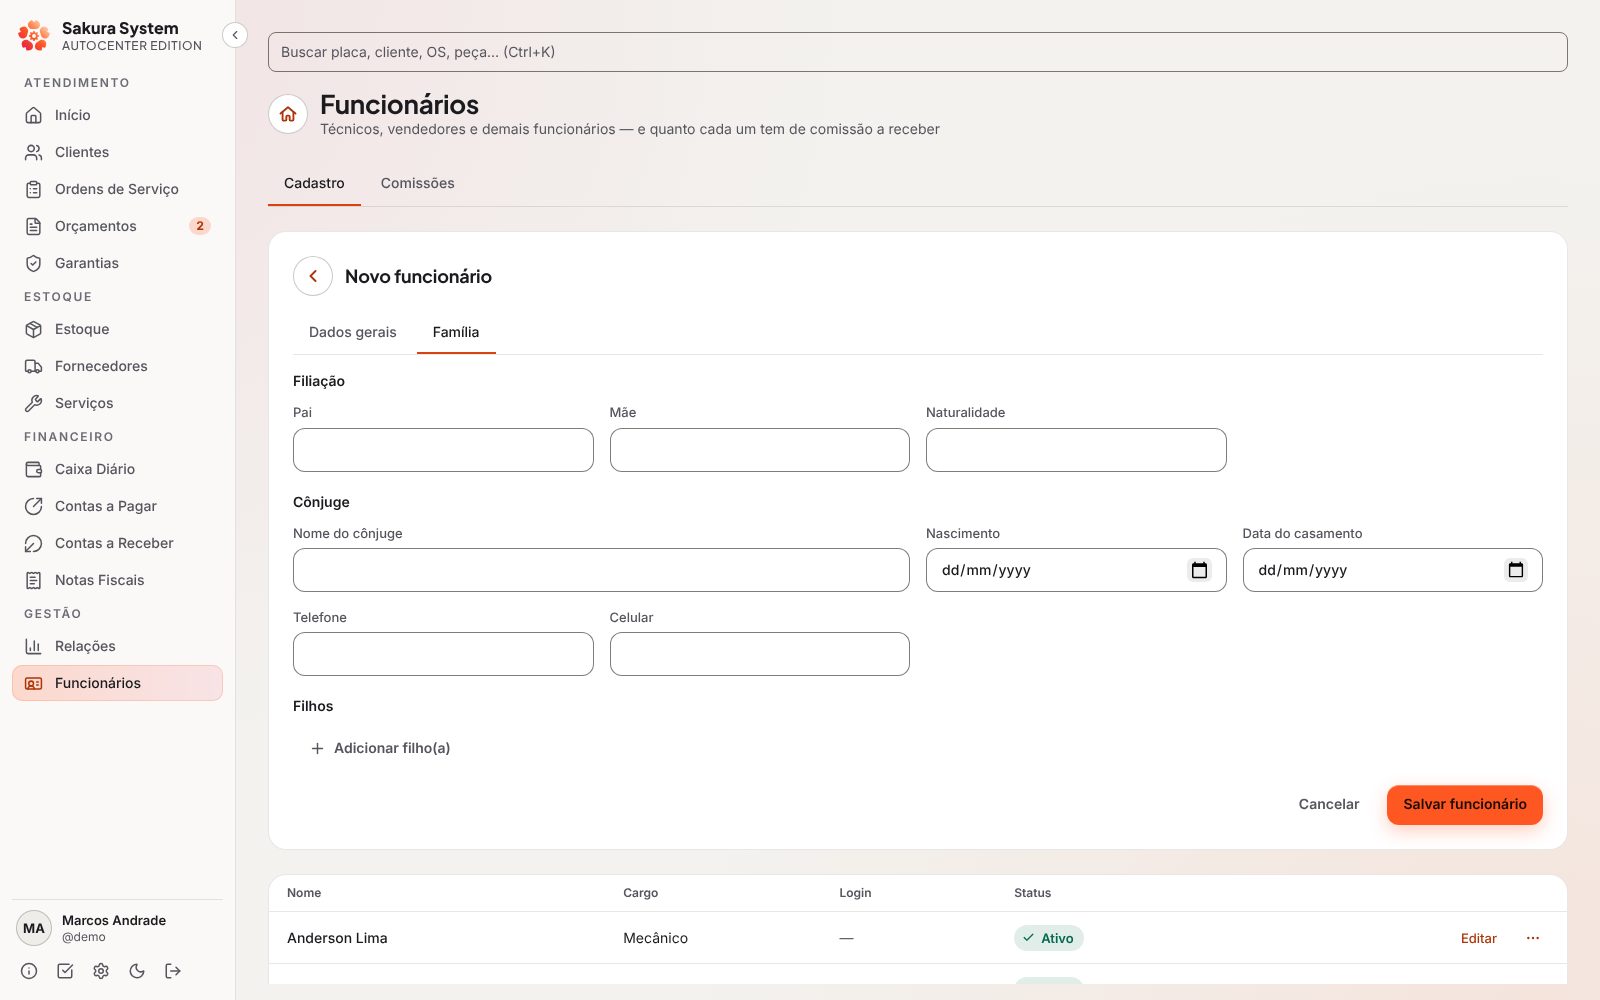 Sakura System
AUTOCENTER EDITION
ATENDIMENTO
Início
Clientes
Ordens de Serviço
Orçamentos 2
Garantias
ESTOQUE
Estoque
Fornecedores
Serviços
FINANCEIRO
Caixa Diário
Contas a Pagar
Contas a Receber
Notas Fiscais
GESTÃO
Relações
Funcionários
MA
Marcos Andrade
@demo
Buscar placa, cliente, OS, peça... (Ctrl+K)
Funcionários
Técnicos, vendedores e demais funcionários — e quanto cada um tem de comissão a receber
Cadastro Comissões
Novo funcionário
Dados gerais Família
Filiação
Pai Mãe Naturalidade
Cônjuge
Nome do cônjuge Nascimento Data do casamento
dd/mm/yyyy dd/mm/yyyy
Telefone Celular
Filhos
Adicionar filho(a)
Cancelar Salvar funcionário
Nome Cargo Login Status
Anderson Lima Mecânico — Ativo Editar ...